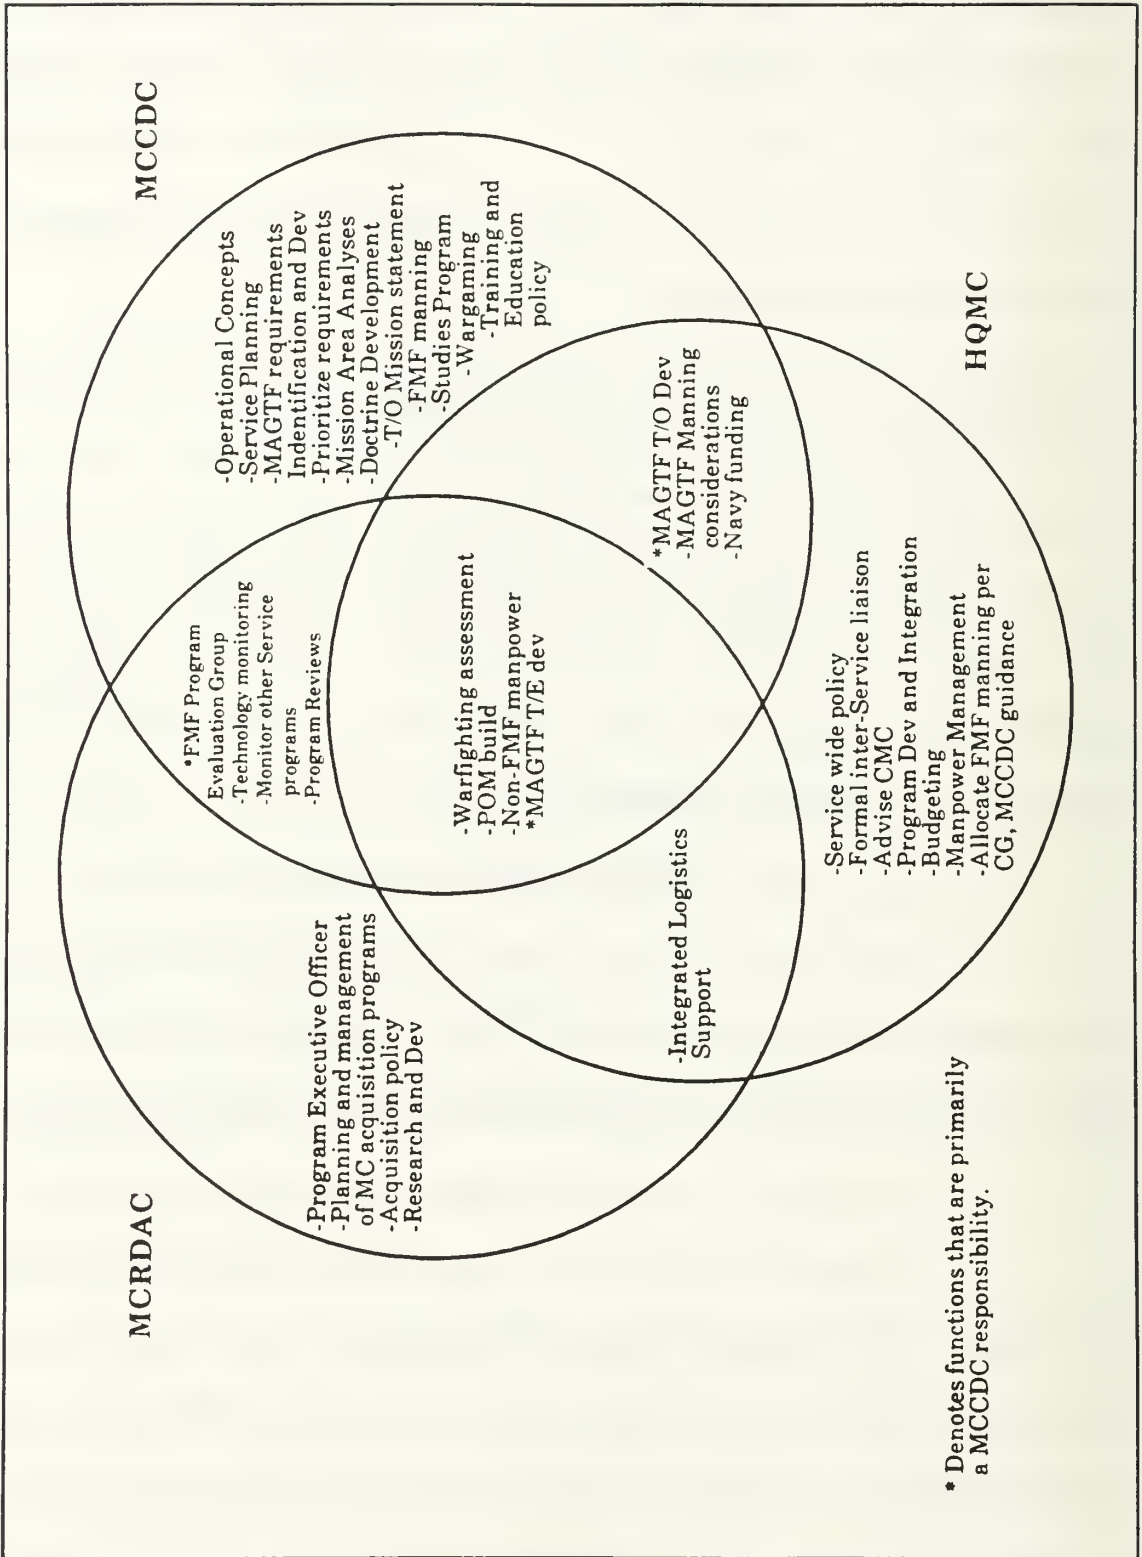 MCRDAC
MCCDC
-Program Executive Officer
-Planning and management
of MC acquisition programs
-Acquisition policy
-Research and Dev
*FMF Program
Evaluation Group
-Technology monitoring
-Monitor other Service
programs
-Program Reviews
-Operational Concepts
-Service Planning
-MAGTF requirements
Indentification and Dev
-Prioritize requirements
-Mission Area Analyses
-Doctrine Development
-T/O Mission statement
-FMF manning
-Studies Program
-Wargaming
-Training and
Education
policy
-Warfighting assessment
-POM build
-Non-FMF manpower
*MAGTF T/E dev
-Integrated Logistics
Support
*MAGTF T/O Dev
-MAGTF Manning
considerations
-Navy funding
-Service wide policy
-Formal inter-Service liaison
-Advise CMC
-Program Dev and Integration
-Budgeting
-Manpower Management
-Allocate FMF manning per
CG, MCCDC guidance
HQMC
* Denotes functions that are primarily
a MCCDC responsibility.